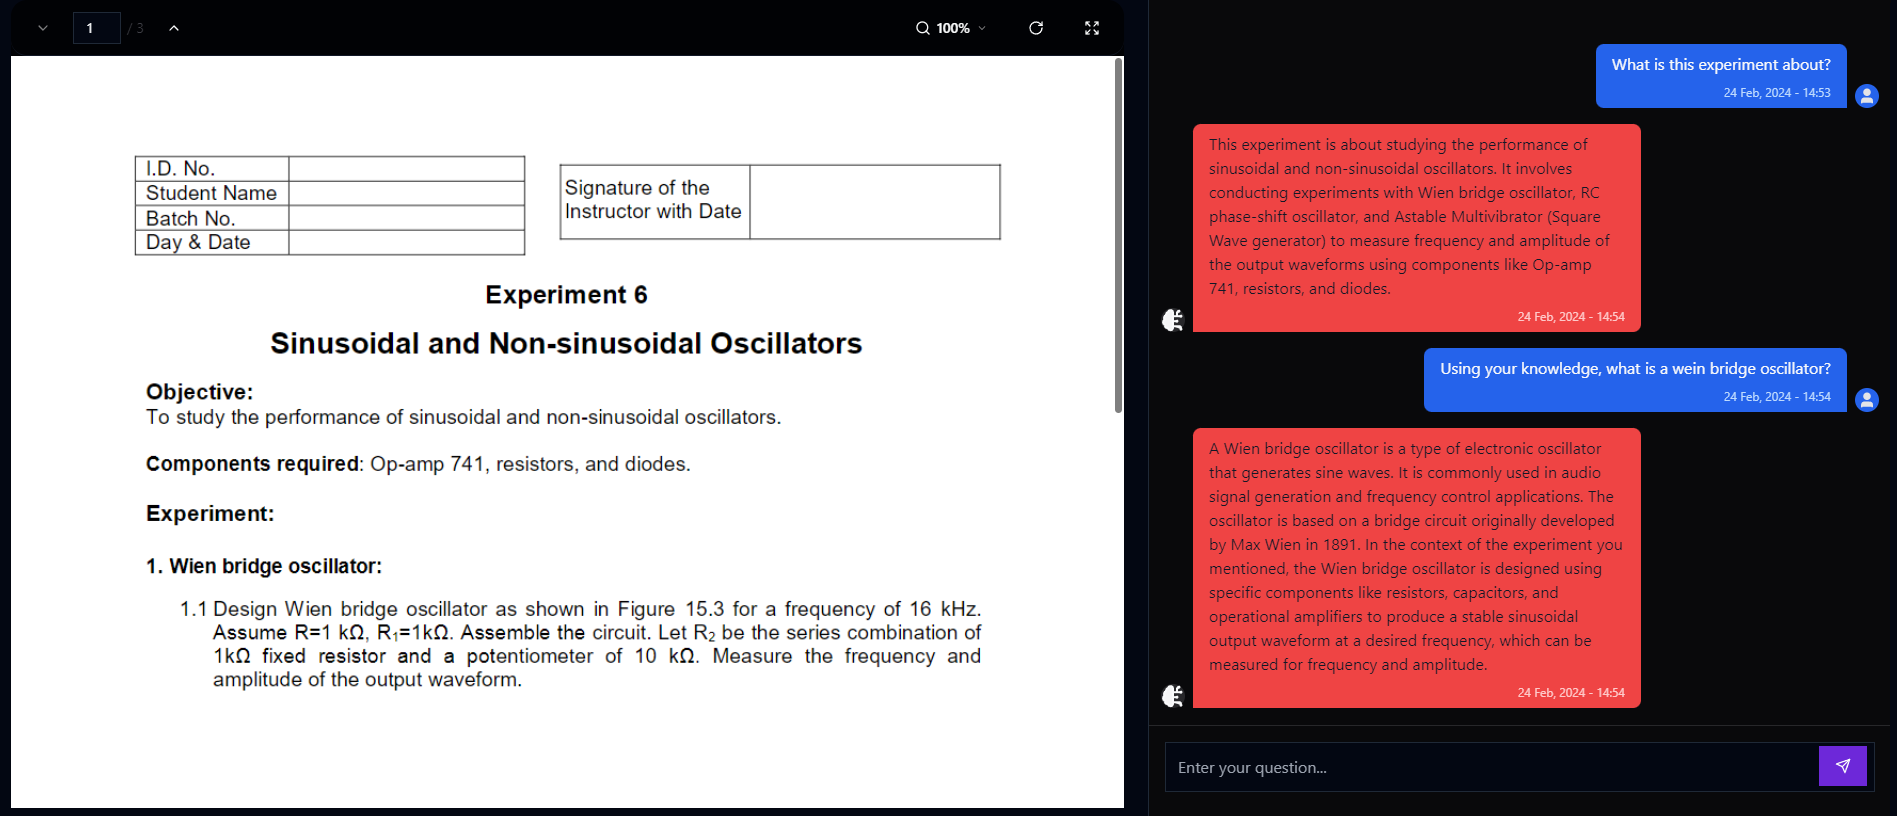 1 / 3
100%
I.D. No.
Student Name
Batch No.
Day & Date
Signature of the
Instructor with Date
Experiment 6
Sinusoidal and Non-sinusoidal Oscillators
Objective:
To study the performance of sinusoidal and non-sinusoidal oscillators.
Components required: Op-amp 741, resistors, and diodes.
Experiment:
1. Wien bridge oscillator:
1.1 Design Wien bridge oscillator as shown in Figure 15.3 for a frequency of 16 kHz.
Assume R=1 kΩ, R₁=1kΩ. Assemble the circuit. Let R₂ be the series combination of
1kΩ fixed resistor and a potentiometer of 10 kΩ. Measure the frequency and
amplitude of the output waveform.
What is this experiment about?
24 Feb, 2024 - 14:53
This experiment is about studying the performance of
sinusoidal and non-sinusoidal oscillators. It involves
conducting experiments with Wien bridge oscillator, RC
phase-shift oscillator, and Astable Multivibrator (Square
Wave generator) to measure frequency and amplitude of
the output waveforms using components like Op-amp
741, resistors, and diodes.
24 Feb, 2024 - 14:54
Using your knowledge, what is a wein bridge oscillator?
24 Feb, 2024 - 14:54
A Wien bridge oscillator is a type of electronic oscillator
that generates sine waves. It is commonly used in audio
signal generation and frequency control applications. The
oscillator is based on a bridge circuit originally developed
by Max Wien in 1891. In the context of the experiment you
mentioned, the Wien bridge oscillator is designed using
specific components like resistors, capacitors, and
operational amplifiers to produce a stable sinusoidal
output waveform at a desired frequency, which can be
measured for frequency and amplitude.
24 Feb, 2024 - 14:54
Enter your question...